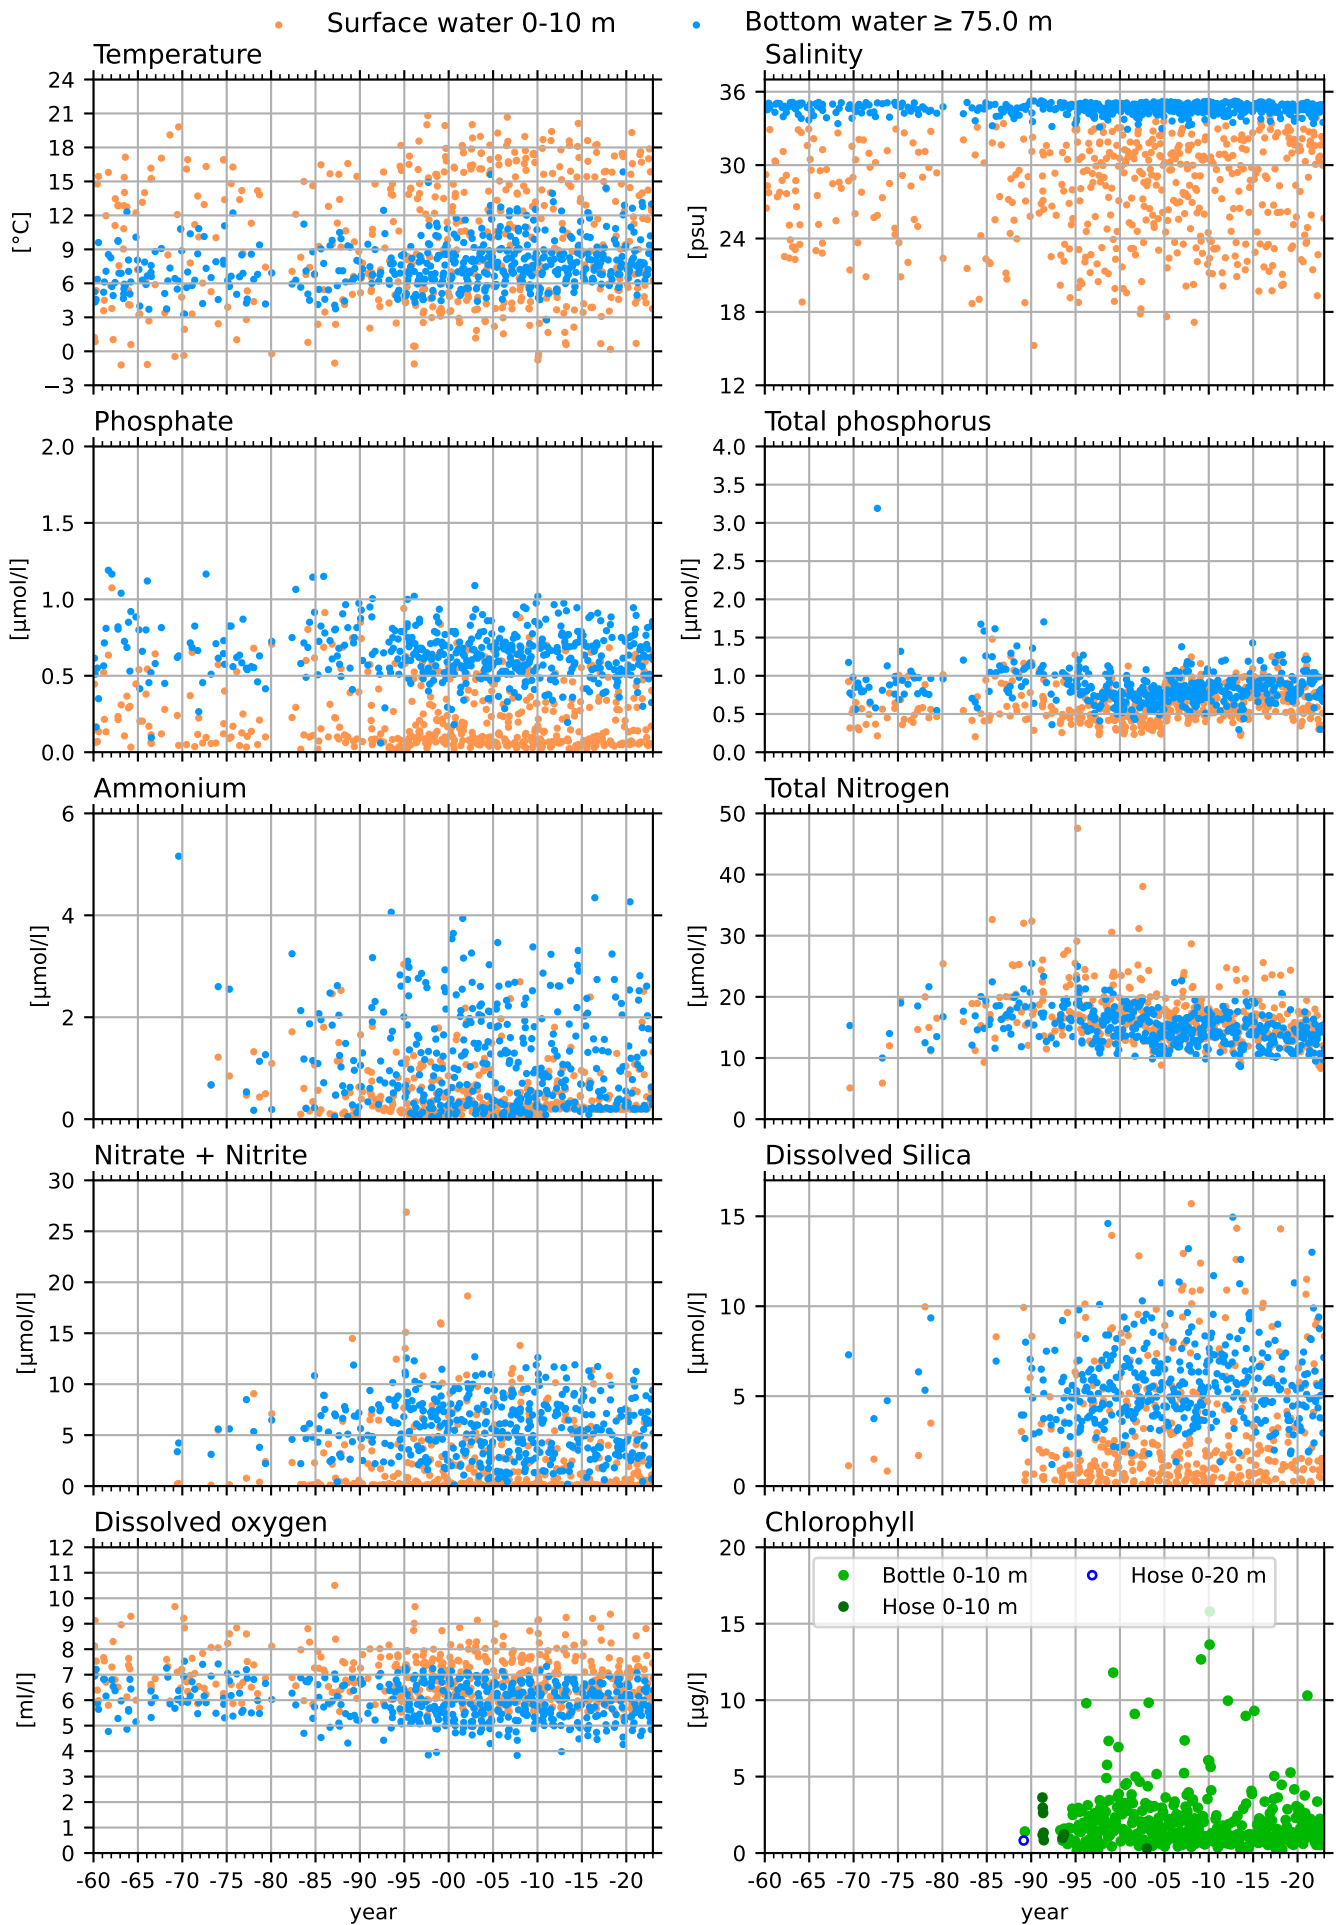 Surface water 0-10 m Bottom water ≥ 75.0 m
Temperature
24
21
18
15
12
9
6
3
0
−3
[°C]
Salinity
36
30
24
18
12
[psu]
Phosphate
2.0
1.5
1.0
0.5
0.0
[µmol/l]
Total phosphorus
4.0
3.5
3.0
2.5
2.0
1.5
1.0
0.5
0.0
[µmol/l]
Ammonium
6
4
2
0
[µmol/l]
Total Nitrogen
50
40
30
20
10
0
[µmol/l]
Nitrate + Nitrite
30
25
20
15
10
5
0
[µmol/l]
Dissolved Silica
15
10
5
0
[µmol/l]
Dissolved oxygen
12
11
10
9
8
7
6
5
4
3
2
1
0
[ml/l]
-60 -65 -70 -75 -80 -85 -90 -95 -00 -05 -10 -15 -20
year
Chlorophyll
Bottle 0-10 m Hose 0-20 m
Hose 0-10 m
20
15
10
5
0
[µg/l]
-60 -65 -70 -75 -80 -85 -90 -95 -00 -05 -10 -15 -20
year